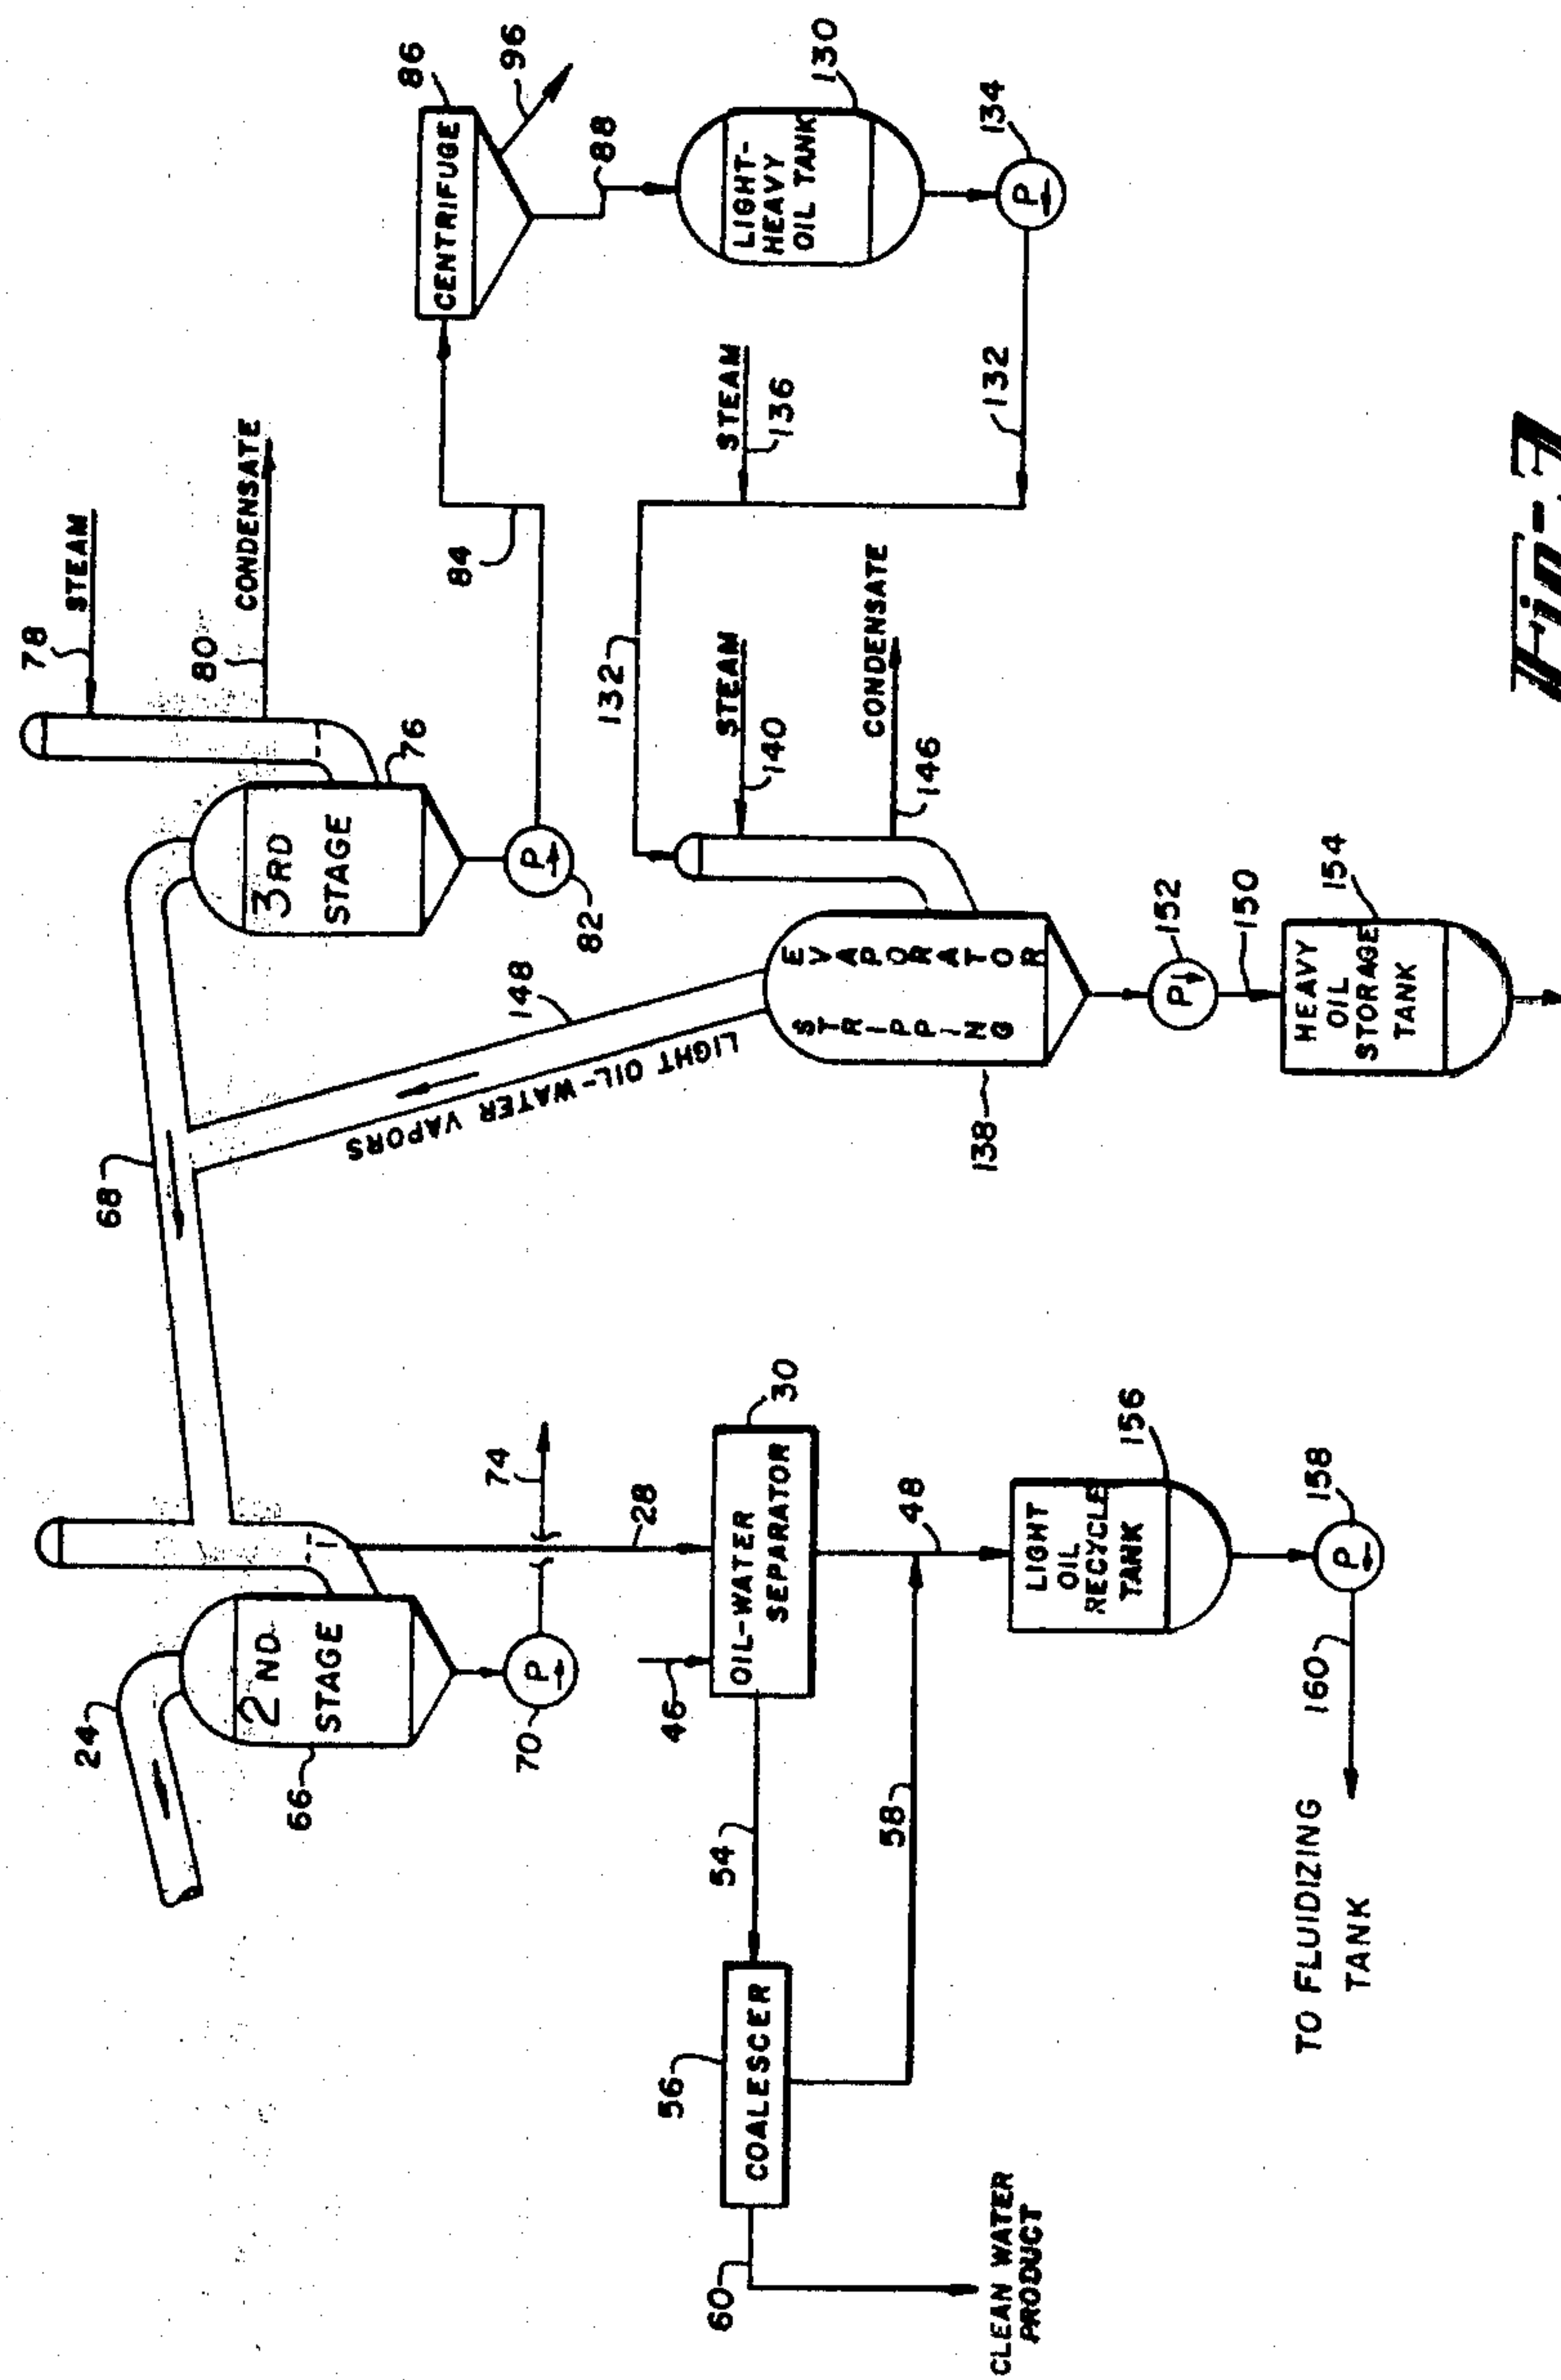 24
66
2ND
STAGE
70
74
28
68
78
STEAM
80
CONDENSATE
3RD
STAGE
76
82
84
CENTRIFUGE
86
96
88
LIGHT-
HEAVY
OIL TANK
130
134
132
STEAM
136
132
STEAM
140
CONDENSATE
146
148
LIGHT OIL-WATER VAPORS
STRIPPING
EVAPORATOR
138
152
150
HEAVY
OIL
STORAGE
TANK
154
46
OIL-WATER
SEPARATOR
30
54
COALESCER
56
60
CLEAN WATER
PRODUCT
58
48
LIGHT
OIL
RECYCLE
TANK
156
158
160
TO FLUIDIZING
TANK
P
P
P
P
P